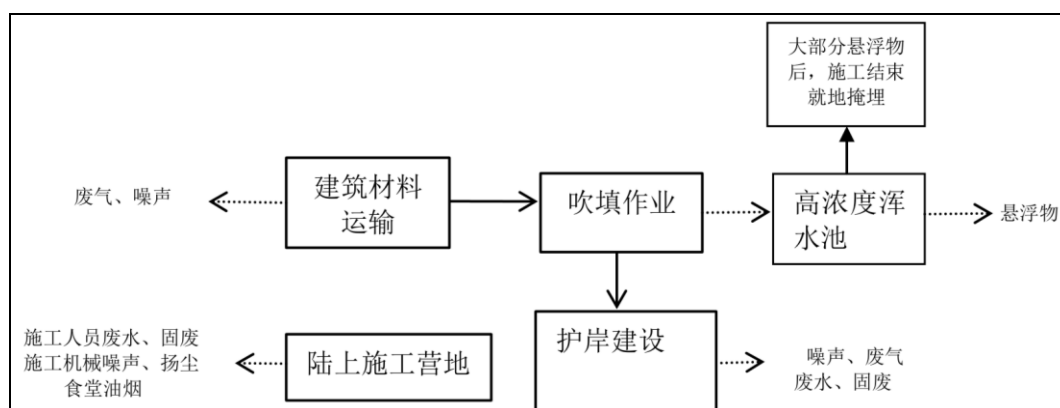 大部分悬浮物
后，施工结束
就地掩埋
废气、噪声
建筑材料
运输
吹填作业
高浓度浑
水池
悬浮物
施工人员废水、固废
施工机械噪声、扬尘
食堂油烟
陆上施工营地
护岸建设
噪声、废气
废水、固废